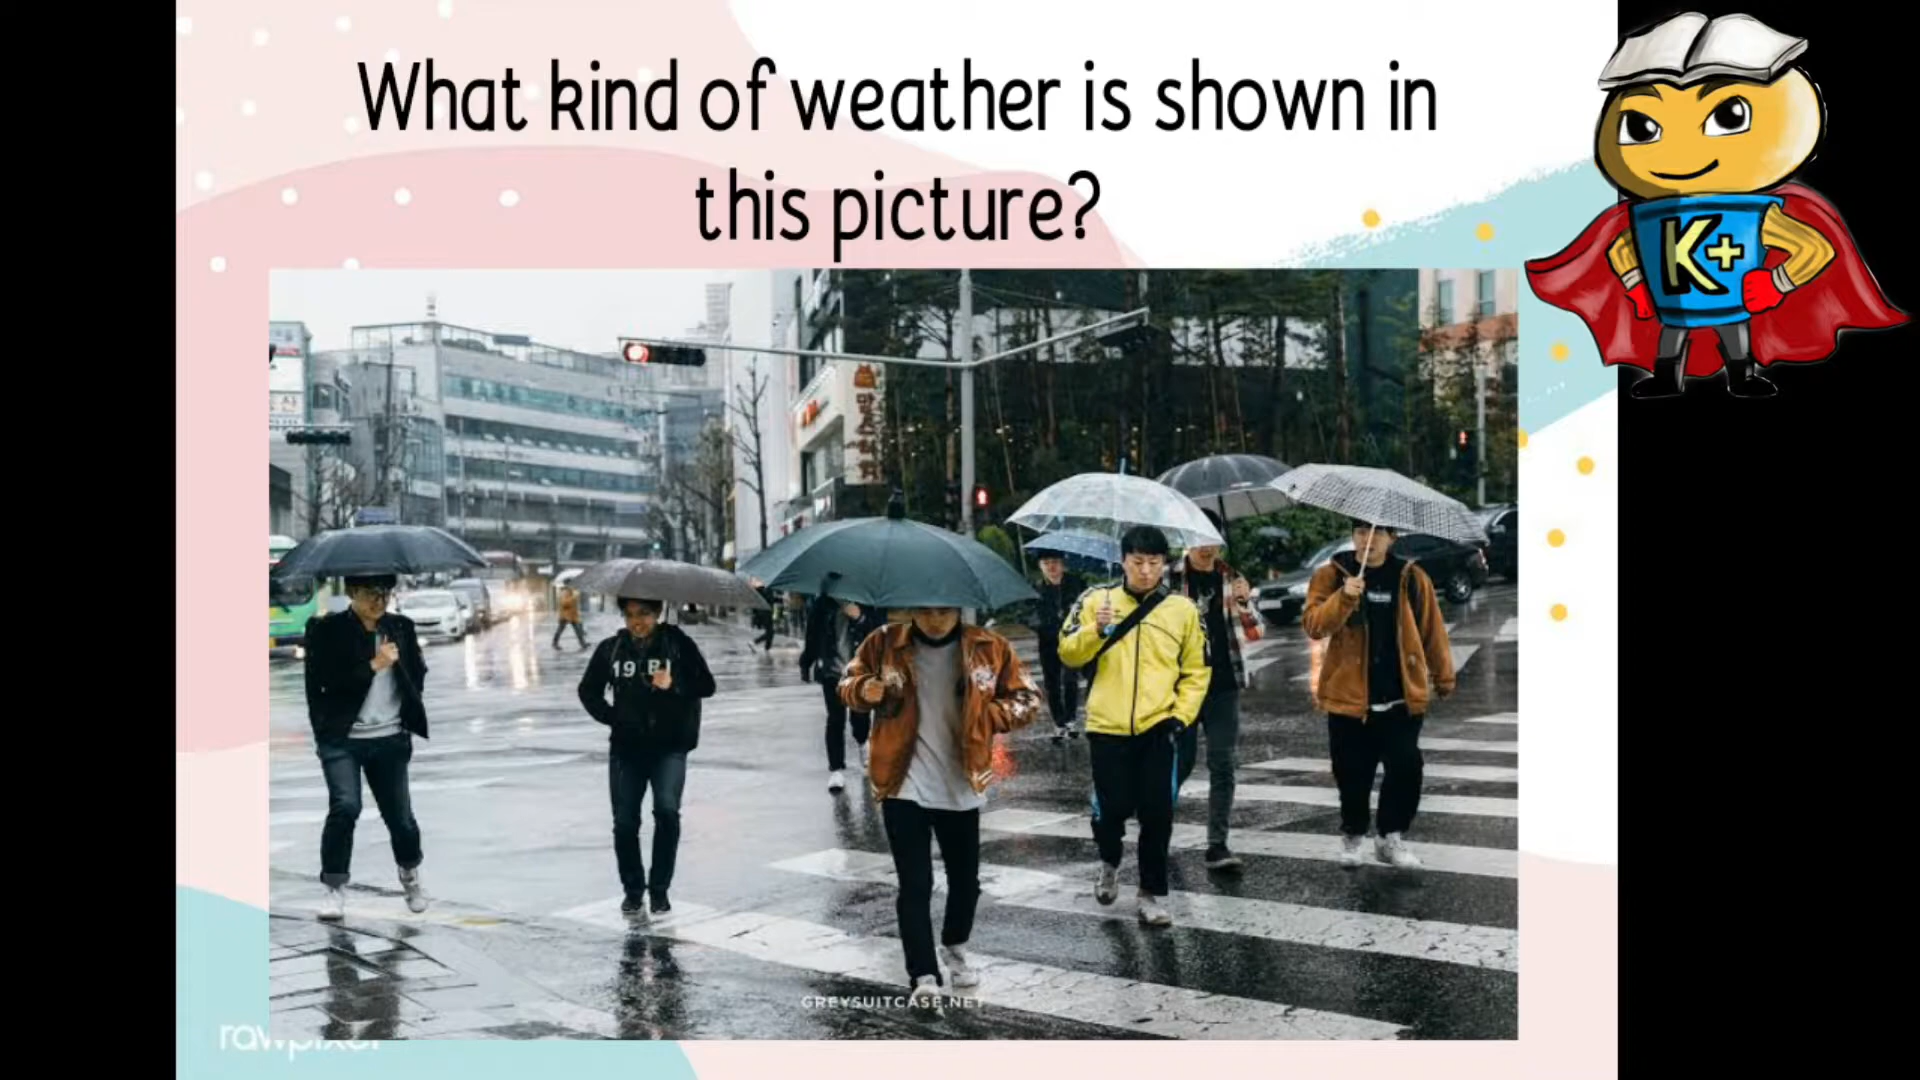 What kind of weather is shown in
this picture?
K+
19
GREYSUITCASE.NET
rawpixel